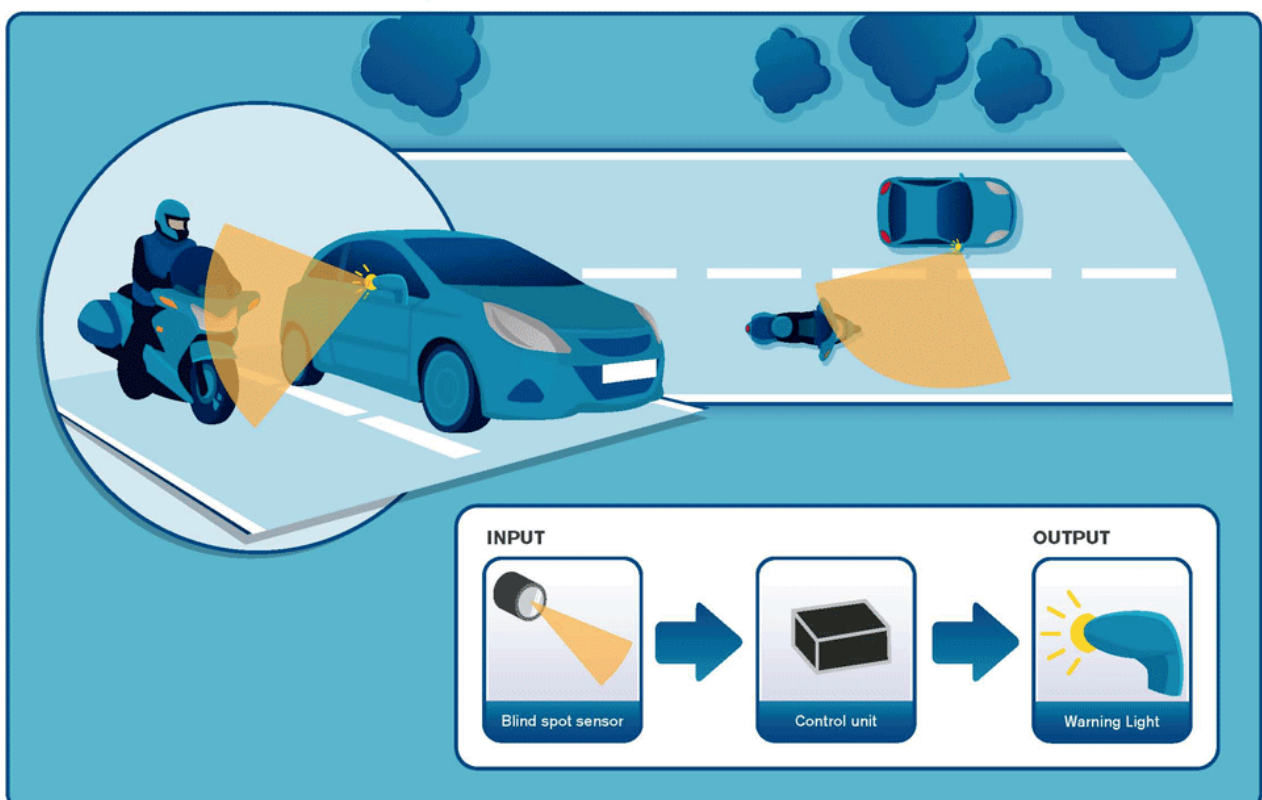 INPUT
OUTPUT
Blind spot sensor
Control unit
Warning Light